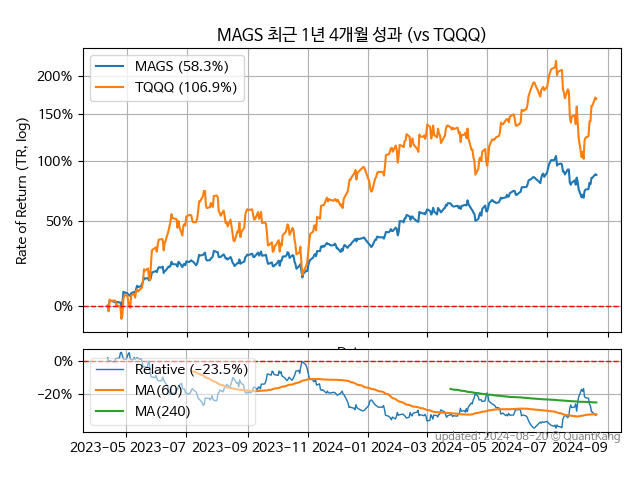 MAGS 최근 1년 4개월 성과 (vs TQQQ)
Rate of Return (TR, log)
200%
150%
100%
50%
0%
MAGS (58.3%)
TQQQ (106.9%)
0%
−20%
Relative (−23.5%)
MA(60)
MA(240)
2023−05 2023−07 2023−09 2023−11 2024−01 2024−03 2024−05 2024−07 2024−09
updated: 2024−08−20 © QuantKang